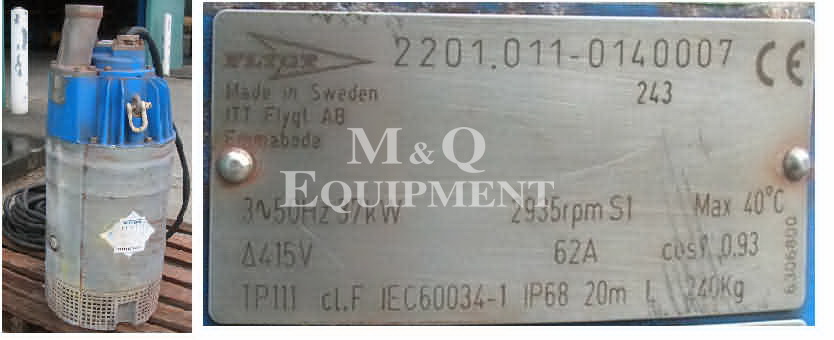 FLYGT 2201.011-0140007 CE
Made in Sweden 243
ITT Flygt AB
Emmaboda
M & Q
EQUIPMENT
3~50Hz 37kW 2935rpm S1 Max 40°C
Δ415V 62A cosφ 0.93
TP111 cl.F IEC60034-1 IP68 20m L 240Kg
6306800